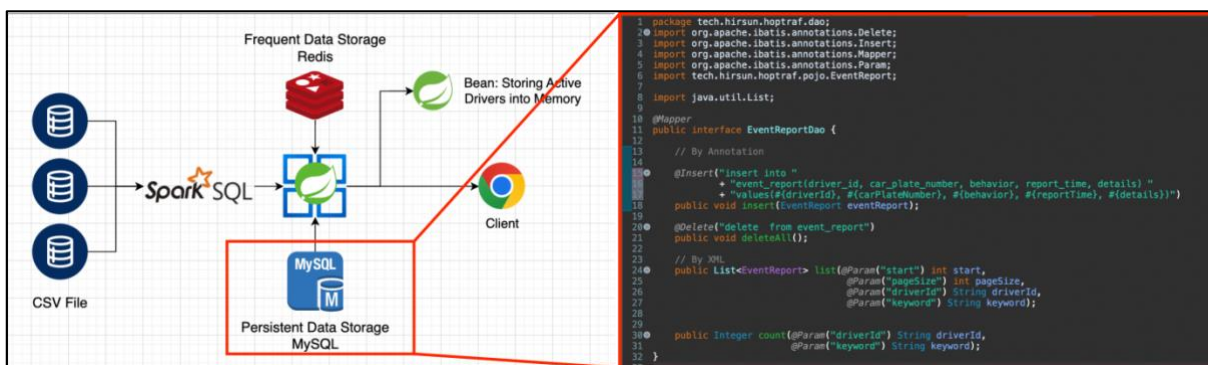 Frequent Data Storage
Redis
Bean: Storing Active
Drivers into Memory
Spark SQL
Client
CSV File
MySQL
M
Persistent Data Storage
MySQL
1 package tech.hirsun.hoptraf.dao;
2 import org.apache.ibatis.annotations.Delete;
3 import org.apache.ibatis.annotations.Insert;
4 import org.apache.ibatis.annotations.Mapper;
5 import org.apache.ibatis.annotations.Param;
6 import tech.hirsun.hoptraf.pojo.EventReport;
7
8 import java.util.List;
9
10 @Mapper
11 public interface EventReportDao {
12
13 // By Annotation
14
15 @Insert("insert into "
16 + "event_report(driver_id, car_plate_number, behavior, report_time, details) "
17 + "values(#{driverId}, #{carPlateNumber}, #{behavior}, #{reportTime}, #{details})")
18 public void insert(EventReport eventReport);
19
20 @Delete("delete  from event_report")
21 public void deleteAll();
22
23 // By XML
24 public List<EventReport> list(@Param("start") int start,
25 @Param("pageSize") int pageSize,
26 @Param("driverId") String driverId,
27 @Param("keyword") String keyword);
28
29
30 public Integer count(@Param("driverId") String driverId,
31 @Param("keyword") String keyword);
32 }